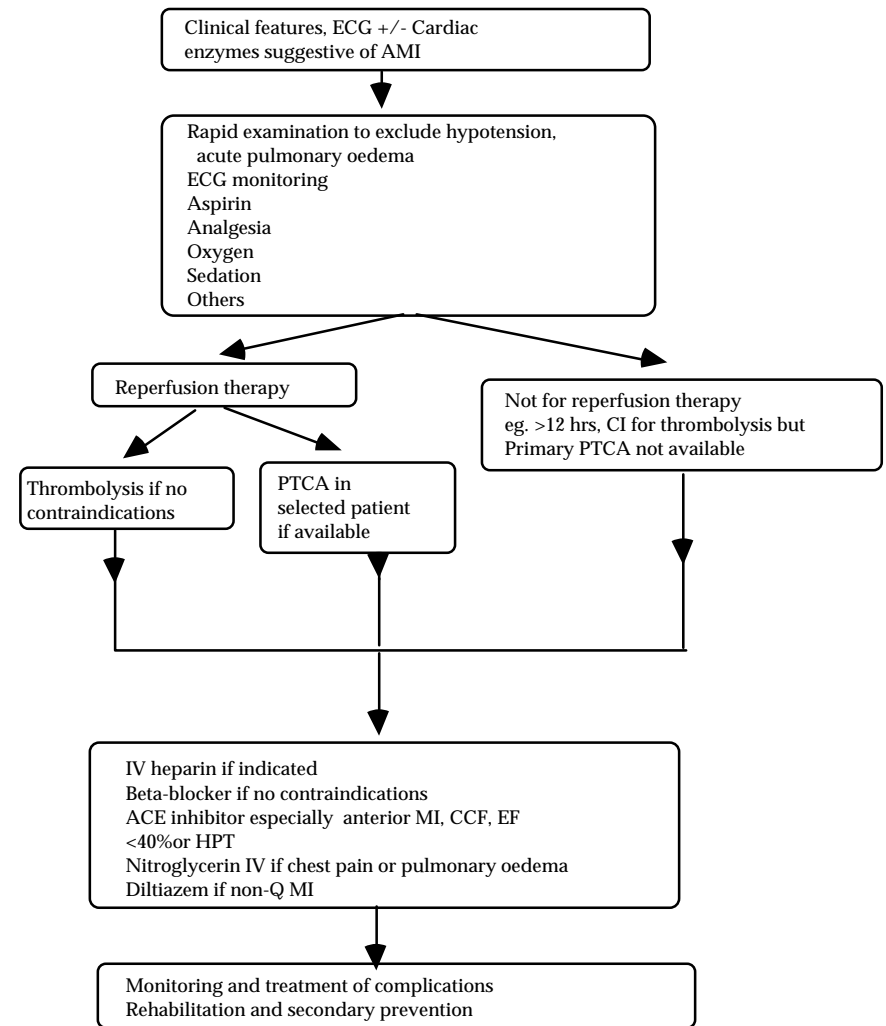 Clinical features, ECG +/- Cardiac
enzymes suggestive of AMI
Rapid examination to exclude hypotension,
acute pulmonary oedema
ECG monitoring
Aspirin
Analgesia
Oxygen
Sedation
Others
Reperfusion therapy
Not for reperfusion therapy
eg. >12 hrs, CI for thrombolysis but
Primary PTCA not available
Thrombolysis if no
contraindications
PTCA in
selected patient
if available
IV heparin if indicated
Beta-blocker if no contraindications
ACE inhibitor especially anterior MI, CCF, EF
<40%or HPT
Nitroglycerin IV if chest pain or pulmonary oedema
Diltiazem if non-Q MI
Monitoring and treatment of complications
Rehabilitation and secondary prevention